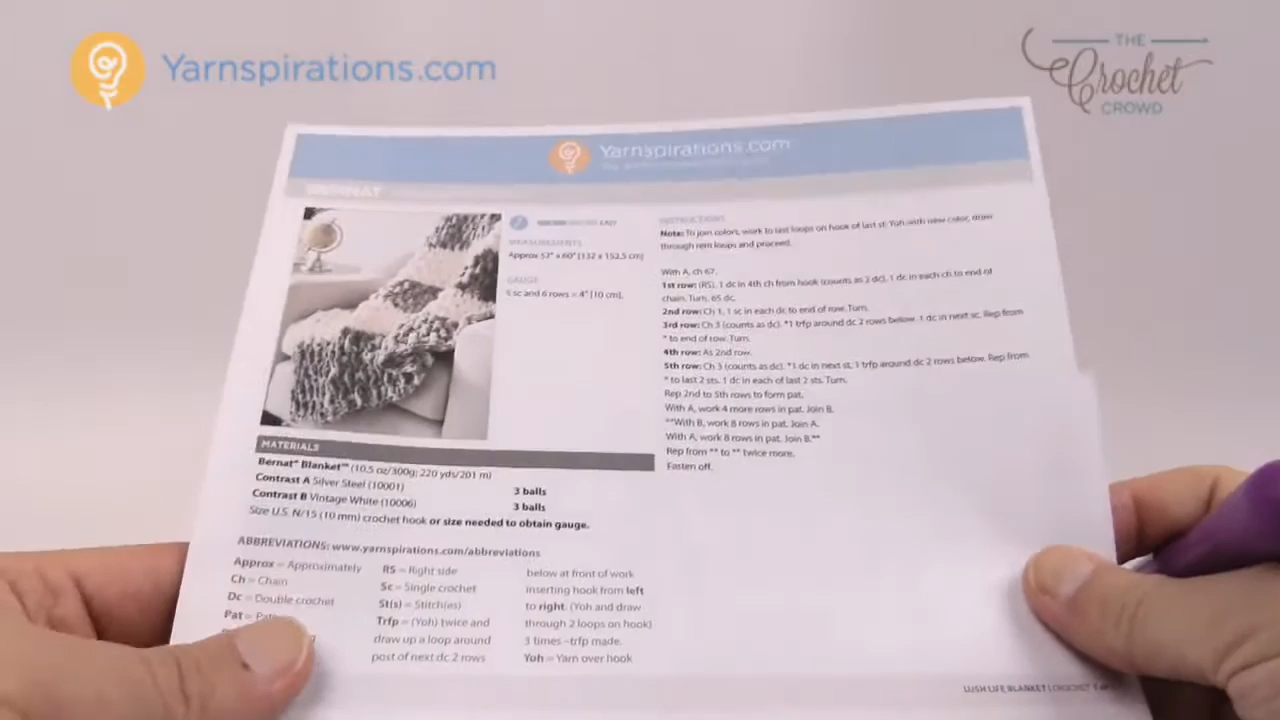 Yarnspirations.com
THE
Crochet
CROWD
Yarnspirations.com
BERNAT
EASY
MEASUREMENTS
Approx 52" x 60" [132 x 152.5 cm]
GAUGE
sc and 6 rows = 4" [10 cm].
MATERIALS
Bernat® Blanket™ (10.5 oz/300g; 220 yds/201 m)
Contrast A Silver Steel (10001) 3 balls
Contrast B Vintage White (10006) 3 balls
Size U.S. N/15 (10 mm) crochet hook or size needed to obtain gauge.
ABBREVIATIONS: www.yarnspirations.com/abbreviations
Approx = Approximately
Ch = Chain
Dc = Double crochet
Pat =
RS = Right side
Sc = Single crochet
St(s) = Stitch(es)
Trfp = (Yoh) twice and
draw up a loop around
post of next dc 2 rows
below at front of work
inserting hook from left
to right. (Yoh and draw
through 2 loops on hook)
3 times –trfp made.
Yoh = Yarn over hook
INSTRUCTIONS
Note: To join colors, work to last loops on hook of last st. Yoh with new color, draw
through rem loops and proceed.
With A, ch 67.
1st row: (RS). 1 dc in 4th ch from hook (counts as 2 dc). 1 dc in each ch to end of
chain. Turn. 65 dc.
2nd row: Ch 1. 1 sc in each dc to end of row. Turn.
3rd row: Ch 3 (counts as dc). *1 trfp around dc 2 rows below. 1 dc in next sc. Rep from
* to end of row. Turn.
4th row: As 2nd row.
5th row: Ch 3 (counts as dc). *1 dc in next st. 1 trfp around dc 2 rows below. Rep from
* to last 2 sts. 1 dc in each of last 2 sts. Turn.
Rep 2nd to 5th rows to form pat.
With A, work 4 more rows in pat. Join B.
**With B, work 8 rows in pat. Join A.
With A, work 8 rows in pat. Join B.**
Rep from ** to ** twice more.
Fasten off.
LUSH LIFE BLANKET | CROCHET 1